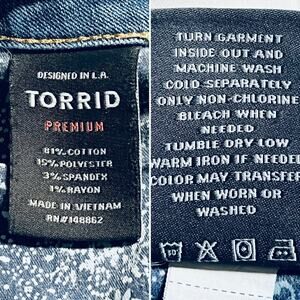 DESIGNED IN L.A.
TORRID
PREMIUM
81% COTTON
15% POLYESTER
3% SPANDEX
1% RAYON
MADE IN VIETNAM
RN#148862
TURN GARMENT
INSIDE OUT AND
MACHINE WASH
COLD SEPARATELY
ONLY NON-CHLORINE
BLEACH WHEN
NEEDED
TUMBLE DRY LOW
WARM IRON IF NEEDED
COLOR MAY TRANSFER
WHEN WORN OR
WASHED